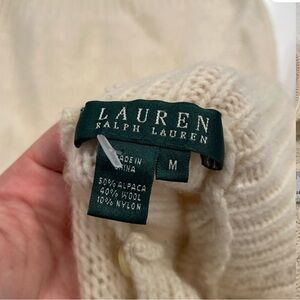 LAUREN
RALPH LAUREN
MADE IN
CHINA
M
50% ALPACA
40% WOOL
10% NYLON